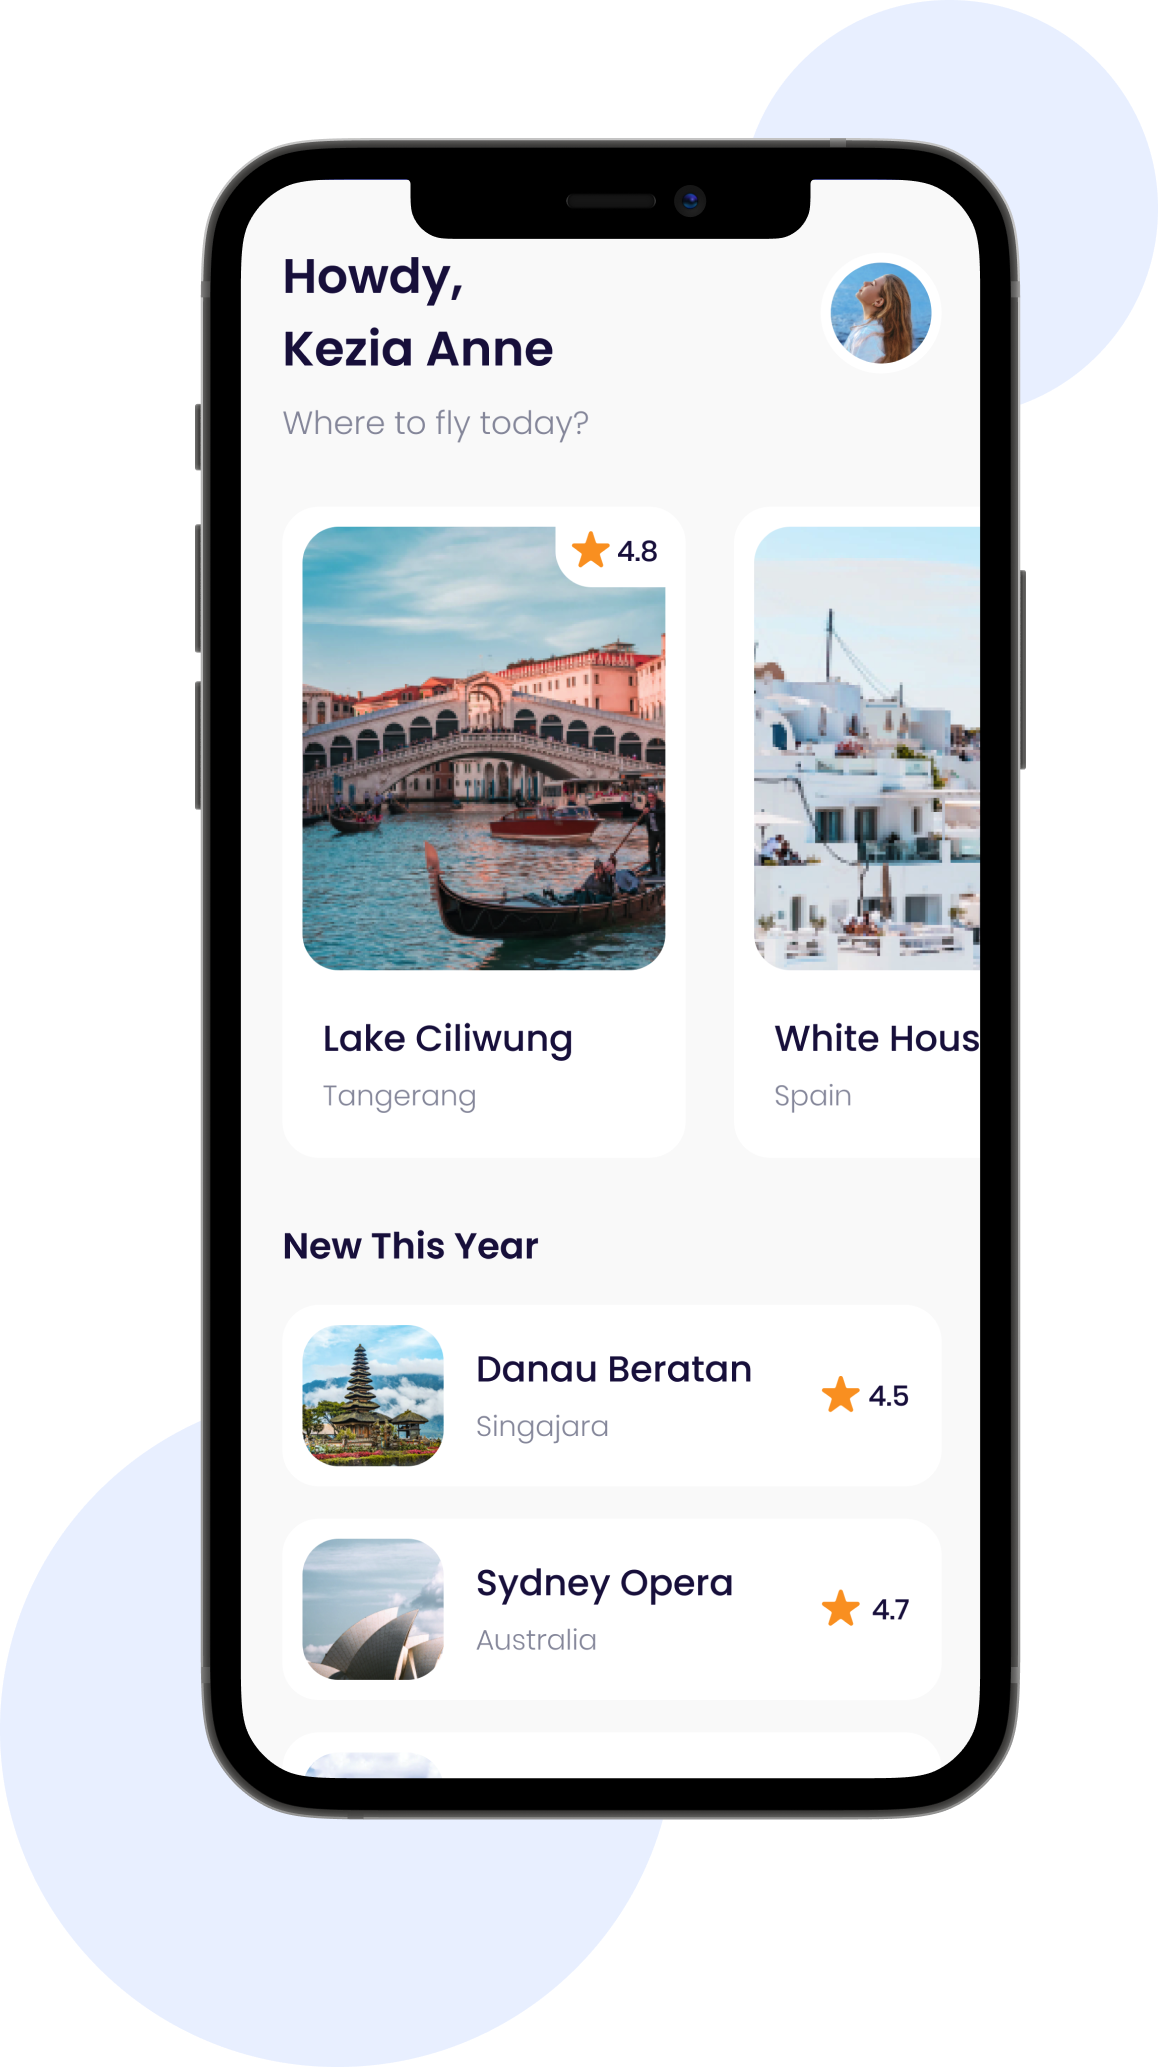 Howdy,
Kezia Anne
Where to fly today?
4.8
Lake Ciliwung
Tangerang
White Hous
Spain
New This Year
Danau Beratan
Singajara
4.5
Sydney Opera
Australia
4.7